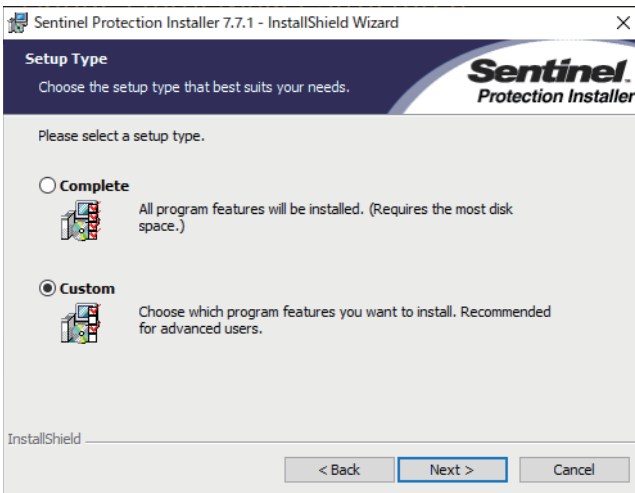 Sentinel Protection Installer 7.7.1 - InstallShield Wizard
Setup Type
Choose the setup type that best suits your needs.
Sentinel.
Protection Installer
Please select a setup type.
Complete
All program features will be installed. (Requires the most disk
space.)
Custom
Choose which program features you want to install. Recommended
for advanced users.
InstallShield
< Back
Next >
Cancel